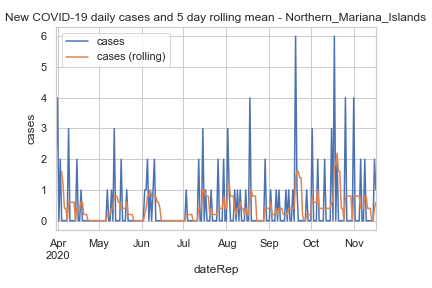 New COVID-19 daily cases and 5 day rolling mean - Northern_Mariana_Islands
cases
cases (rolling)
6
5
4
3
2
1
0
cases
Apr
2020
May
Jun
Jul
Aug
Sep
Oct
Nov
dateRep